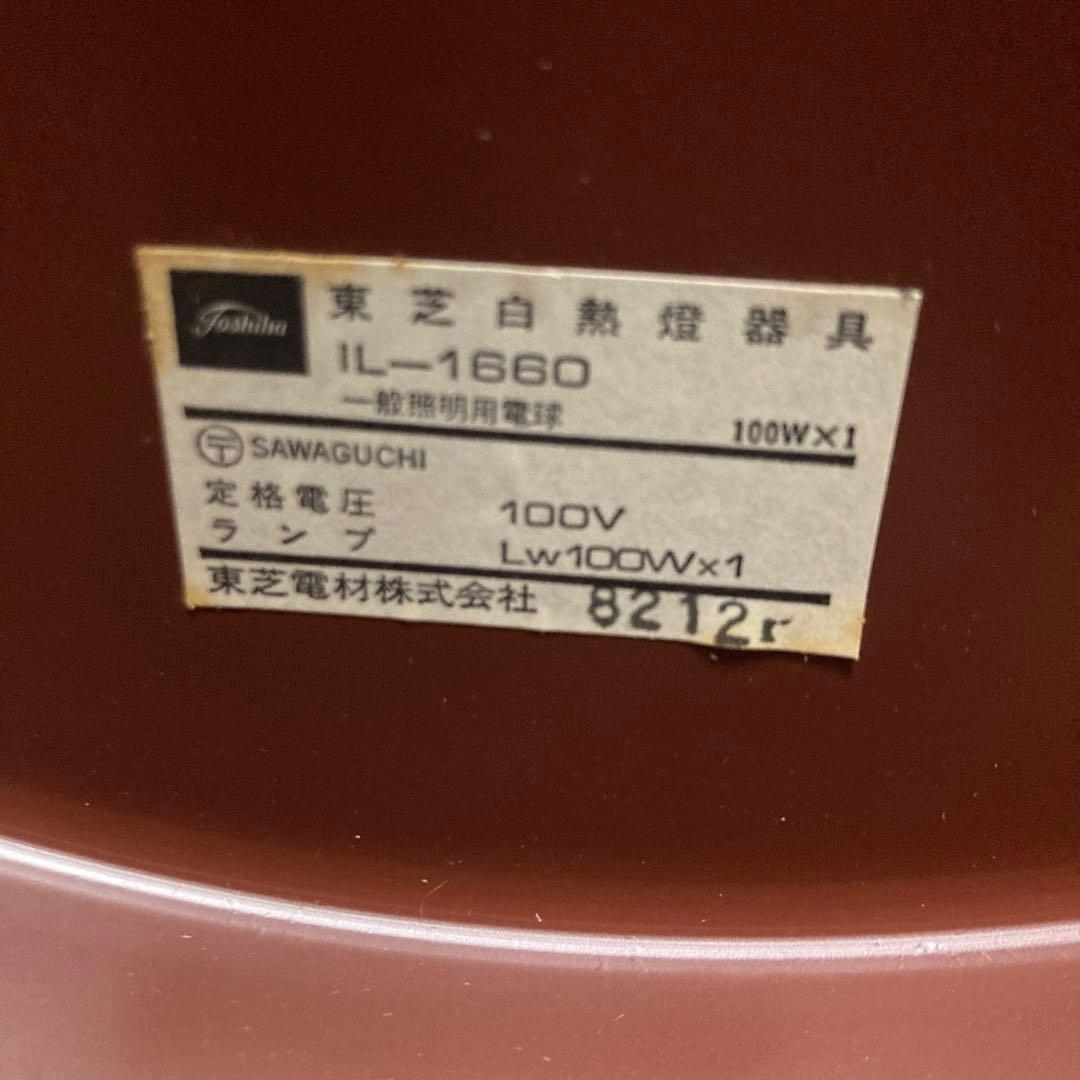 Toshiba
東芝白熱燈器具
IL-1660
一般照明用電球 100W×1
〒 SAWAGUCHI
定格電圧 100V
ランプ Lw100W×1
東芝電材株式会社 8212r